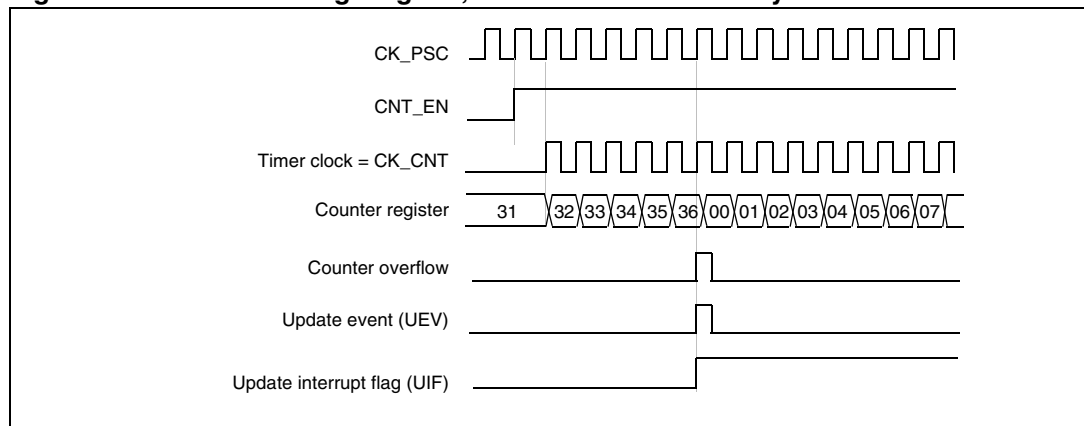 CK_PSC
CNT_EN
Timer clock = CK_CNT
Counter register 31 32 33 34 35 36 00 01 02 03 04 05 06 07
Counter overflow
Update event (UEV)
Update interrupt flag (UIF)